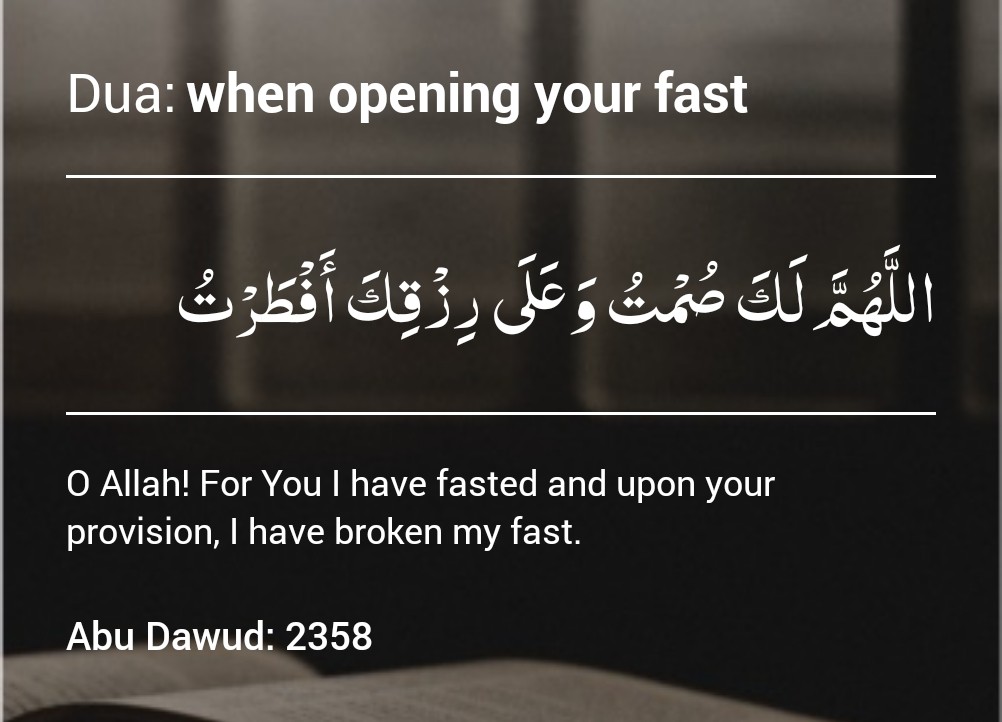 Dua: when opening your fast
اللَّهُمَّ لَكَ صُمْتُ وَعَلَى رِزْقِكَ أَفْطَرْتُ
O Allah! For You I have fasted and upon your
provision, I have broken my fast.
Abu Dawud: 2358